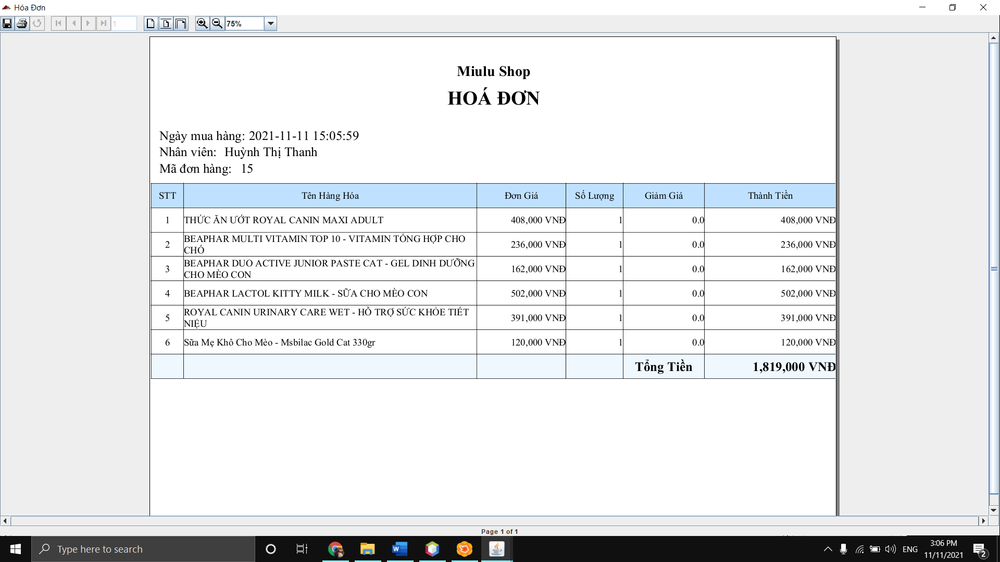 Hóa Đơn
1
75%
Miulu Shop
HOÁ ĐƠN
Ngày mua hàng: 2021-11-11 15:05:59
Nhân viên: Huỳnh Thị Thanh
Mã đơn hàng: 15
STT Tên Hàng Hóa Đơn Giá Số Lượng Giảm Giá Thành Tiền
1 THỨC ĂN ƯỚT ROYAL CANIN MAXI ADULT 408,000 VNĐ 1 0.0 408,000 VNĐ
2 BEAPHAR MULTI VITAMIN TOP 10 - VITAMIN TỔNG HỢP CHO
CHÓ 236,000 VNĐ 1 0.0 236,000 VNĐ
3 BEAPHAR DUO ACTIVE JUNIOR PASTE CAT - GEL DINH DƯỠNG
CHO MÈO CON 162,000 VNĐ 1 0.0 162,000 VNĐ
4 BEAPHAR LACTOL KITTY MILK - SỮA CHO MÈO CON 502,000 VNĐ 1 0.0 502,000 VNĐ
5 ROYAL CANIN URINARY CARE WET - HỖ TRỢ SỨC KHỎE TIẾT
NIỆU 391,000 VNĐ 1 0.0 391,000 VNĐ
6 Sữa Mẹ Khô Cho Mèo - Msbilac Gold Cat 330gr 120,000 VNĐ 1 0.0 120,000 VNĐ
Tổng Tiền 1,819,000 VNĐ
Page 1 of 1
Type here to search
W
ENG
3:06 PM
11/11/2021
2